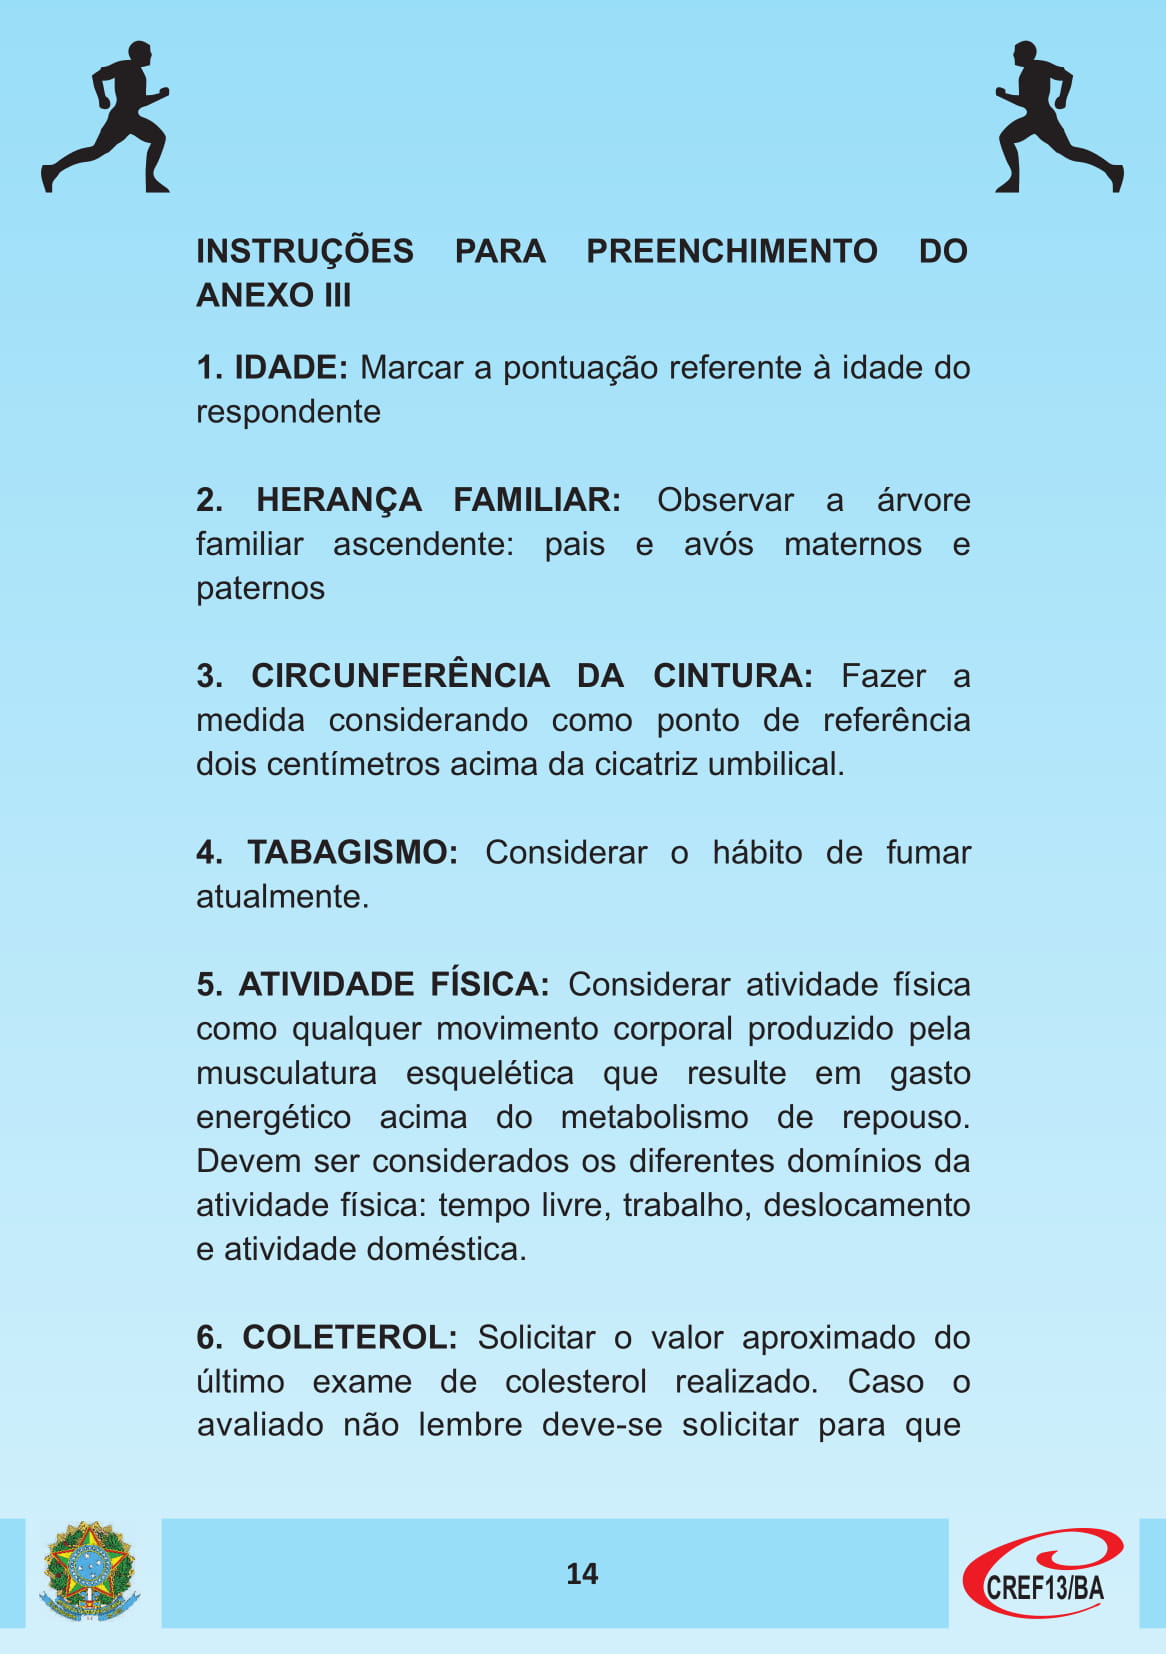 INSTRUÇÕES PARA PREENCHIMENTO DO
ANEXO III
1. IDADE: Marcar a pontuação referente à idade do
respondente
2. HERANÇA FAMILIAR: Observar a árvore
familiar ascendente: pais e avós maternos e
paternos
3. CIRCUNFERÊNCIA DA CINTURA: Fazer a
medida considerando como ponto de referência
dois centímetros acima da cicatriz umbilical.
4. TABAGISMO: Considerar o hábito de fumar
atualmente.
5. ATIVIDADE FÍSICA: Considerar atividade física
como qualquer movimento corporal produzido pela
musculatura esquelética que resulte em gasto
energético acima do metabolismo de repouso.
Devem ser considerados os diferentes domínios da
atividade física: tempo livre, trabalho, deslocamento
e atividade doméstica.
6. COLETEROL: Solicitar o valor aproximado do
último exame de colesterol realizado. Caso o
avaliado não lembre deve-se solicitar para que
14
CREF13/BA